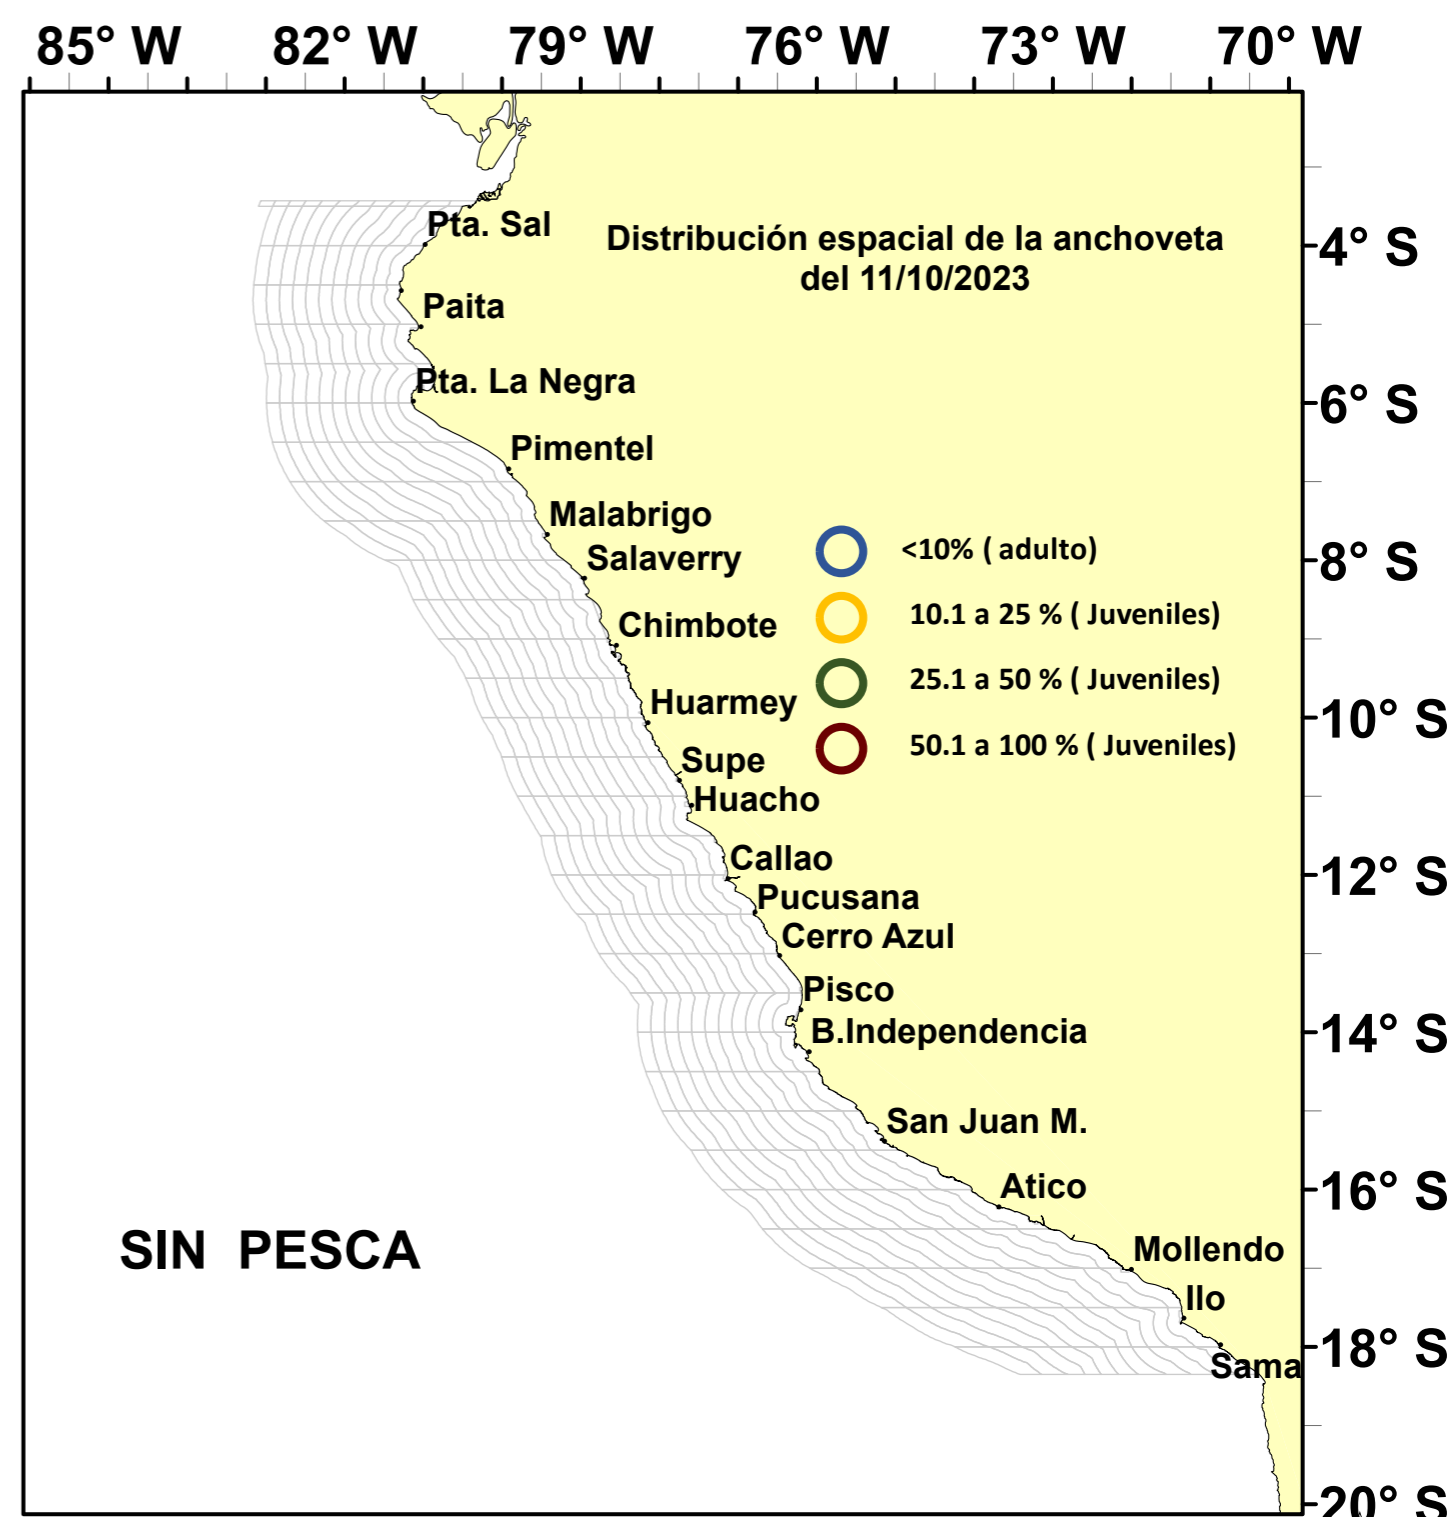 85° W 82° W 79° W 76° W 73° W 70° W
Pta. Sal
Distribución espacial de la anchoveta
del 11/10/2023
4° S
Paita
Pta. La Negra
6° S
Pimentel
Malabrigo
Salaverry
<10% ( adulto)
8° S
Chimbote
10.1 a 25 % ( Juveniles)
25.1 a 50 % ( Juveniles)
Huarmey
10° S
50.1 a 100 % ( Juveniles)
Supe
Huacho
Callao
12° S
Pucusana
Cerro Azul
Pisco
B.Independencia
14° S
San Juan M.
Atico
16° S
SIN PESCA
Mollendo
Ilo
18° S
Sama
20° S